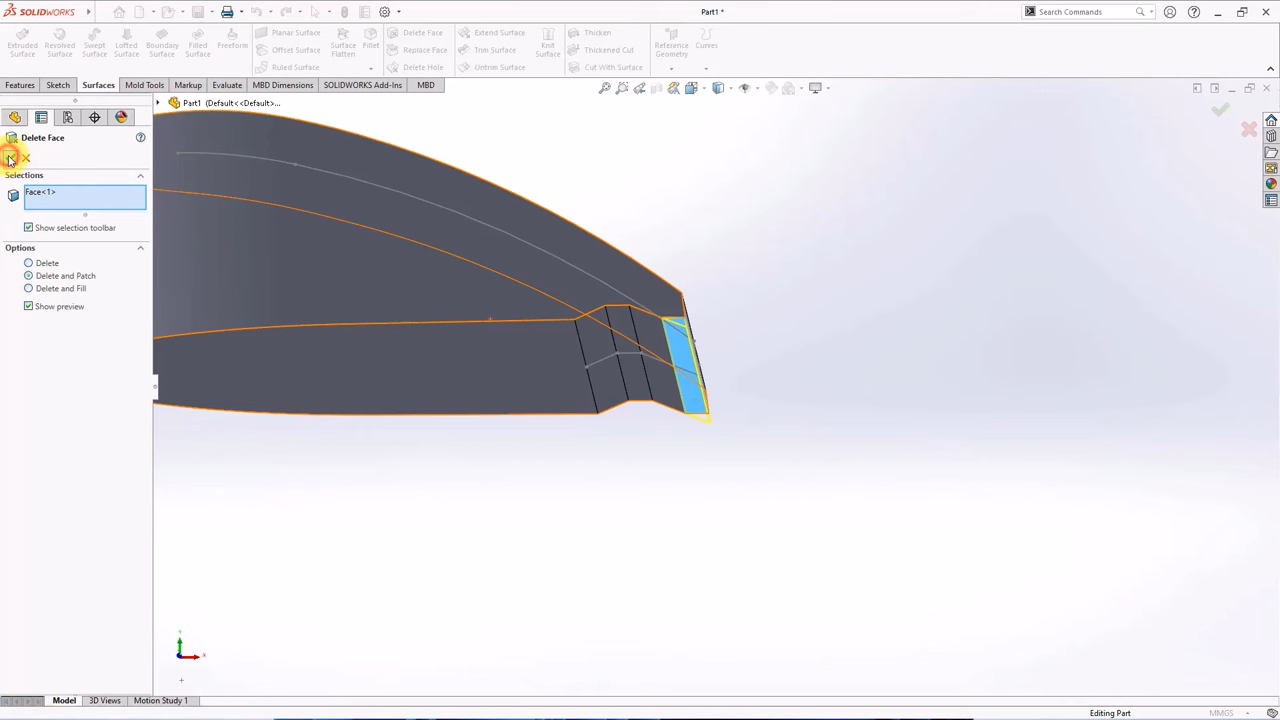 SOLIDWORKS
Part1 *
Search Commands
Extruded Surface
Revolved Surface
Swept Surface
Lofted Surface
Boundary Surface
Filled Surface
Freeform
Planar Surface
Offset Surface
Ruled Surface
Surface Flatten
Fillet
Delete Face
Replace Face
Delete Hole
Extend Surface
Trim Surface
Untrim Surface
Knit Surface
Thicken
Thickened Cut
Cut With Surface
Reference Geometry
Curves
Features
Sketch
Surfaces
Mold Tools
Markup
Evaluate
MBD Dimensions
SOLIDWORKS Add-Ins
MBD
Part1 (Default<<Default>...
Delete Face
Selections
Face<1>
Show selection toolbar
Options
Delete
Delete and Patch
Delete and Fill
Show preview
Y
X
Model
3D Views
Motion Study 1
Editing Part
MMGS